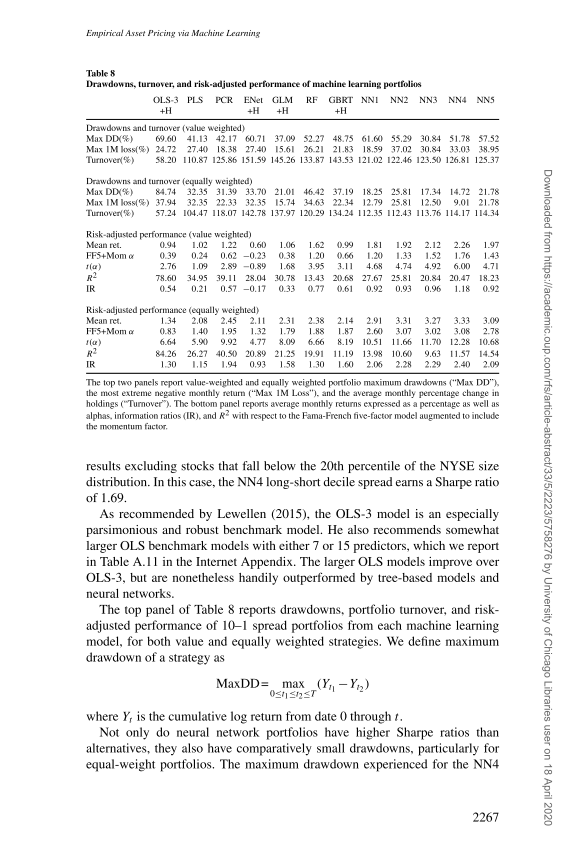 Empirical Asset Pricing via Machine Learning
Table 8
Drawdowns, turnover, and risk-adjusted performance of machine learning portfolios
OLS-3 PLS PCR ENet GLM RF GBRT NN1 NN2 NN3 NN4 NN5
+H +H +H +H
Drawdowns and turnover (value weighted)
Max DD(%) 69.60 41.13 42.17 60.71 37.09 52.27 48.75 61.60 55.29 30.84 51.78 57.52
Max 1M loss(%) 24.72 27.40 18.38 27.40 15.61 26.21 21.83 18.59 37.02 30.84 33.03 38.95
Turnover(%) 58.20 110.87 125.86 151.59 145.26 133.87 143.53 121.02 122.46 123.50 126.81 125.37
Drawdowns and turnover (equally weighted)
Max DD(%) 84.74 32.35 31.39 33.70 21.01 46.42 37.19 18.25 25.81 17.34 14.72 21.78
Max 1M loss(%) 37.94 32.35 22.33 32.35 15.74 34.63 22.34 12.79 25.81 12.50 9.01 21.78
Turnover(%) 57.24 104.47 118.07 142.78 137.97 120.29 134.24 112.35 112.43 113.76 114.17 114.34
Risk-adjusted performance (value weighted)
Mean ret. 0.94 1.02 1.22 0.60 1.06 1.62 0.99 1.81 1.92 2.12 2.26 1.97
FF5+Mom α 0.39 0.24 0.62 −0.23 0.38 1.20 0.66 1.20 1.33 1.52 1.76 1.43
t(α) 2.76 1.09 2.89 −0.89 1.68 3.95 3.11 4.68 4.74 4.92 6.00 4.71
R² 78.60 34.95 39.11 28.04 30.78 13.43 20.68 27.67 25.81 20.84 20.47 18.23
IR 0.54 0.21 0.57 −0.17 0.33 0.77 0.61 0.92 0.93 0.96 1.18 0.92
Risk-adjusted performance (equally weighted)
Mean ret. 1.34 2.08 2.45 2.11 2.31 2.38 2.14 2.91 3.31 3.27 3.33 3.09
FF5+Mom α 0.83 1.40 1.95 1.32 1.79 1.88 1.87 2.60 3.07 3.02 3.08 2.78
t(α) 6.64 5.90 9.92 4.77 8.09 6.66 8.19 10.51 11.66 11.70 12.28 10.68
R² 84.26 26.27 40.50 20.89 21.25 19.91 11.19 13.98 10.60 9.63 11.57 14.54
IR 1.30 1.15 1.94 0.93 1.58 1.30 1.60 2.06 2.28 2.29 2.40 2.09
The top two panels report value-weighted and equally weighted portfolio maximum drawdowns (“Max DD”),
the most extreme negative monthly return (“Max 1M Loss”), and the average monthly percentage change in
holdings (“Turnover”). The bottom panel reports average monthly returns expressed as a percentage as well as
alphas, information ratios (IR), and R² with respect to the Fama-French five-factor model augmented to include
the momentum factor.
results excluding stocks that fall below the 20th percentile of the NYSE size
distribution. In this case, the NN4 long-short decile spread earns a Sharpe ratio
of 1.69.
As recommended by Lewellen (2015), the OLS-3 model is an especially
parsimonious and robust benchmark model. He also recommends somewhat
larger OLS benchmark models with either 7 or 15 predictors, which we report
in Table A.11 in the Internet Appendix. The larger OLS models improve over
OLS-3, but are nonetheless handily outperformed by tree-based models and
neural networks.
The top panel of Table 8 reports drawdowns, portfolio turnover, and risk-
adjusted performance of 10–1 spread portfolios from each machine learning
model, for both value and equally weighted strategies. We define maximum
drawdown of a strategy as
MaxDD = max (Yt1 − Yt2)
0≤t1≤t2≤T
where Yt is the cumulative log return from date 0 through t.
Not only do neural network portfolios have higher Sharpe ratios than
alternatives, they also have comparatively small drawdowns, particularly for
equal-weight portfolios. The maximum drawdown experienced for the NN4
2267
Downloaded from https://academic.oup.com/rfs/article-abstract/33/5/2223/5758276 by University of Chicago Libraries user on 18 April 2020